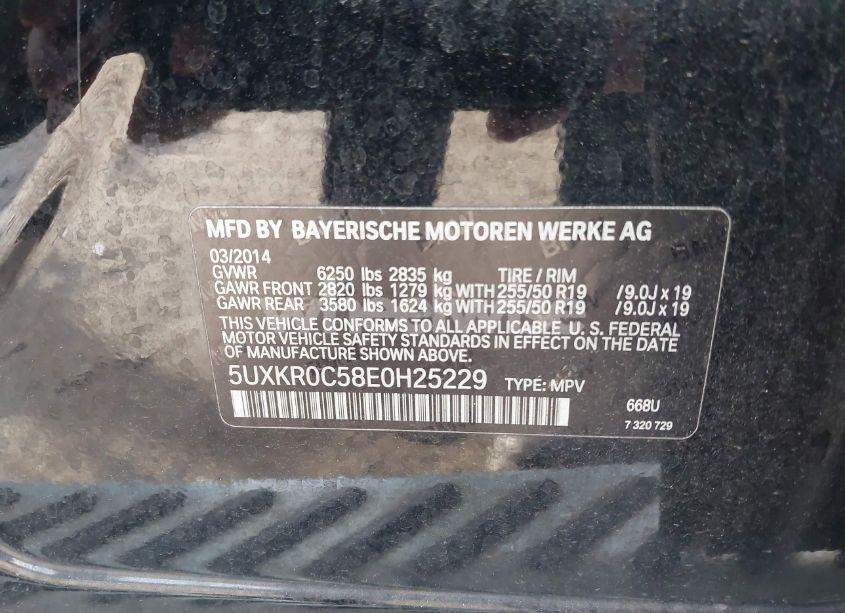 MFD BY BAYERISCHE MOTOREN WERKE AG
03/2014
GVWR 6250 lbs 2835 kg TIRE / RIM
GAWR FRONT 2820 lbs 1279 kg WITH 255/50 R19 /9.0J x 19
GAWR REAR 3580 lbs 1624 kg WITH 255/50 R19 /9.0J x 19
THIS VEHICLE CONFORMS TO ALL APPLICABLE U. S. FEDERAL
MOTOR VEHICLE SAFETY STANDARDS IN EFFECT ON THE DATE
OF MANUFACTURE SHOWN ABOVE.
5UXKR0C58E0H25229 TYPE: MPV
668U
7 320 729